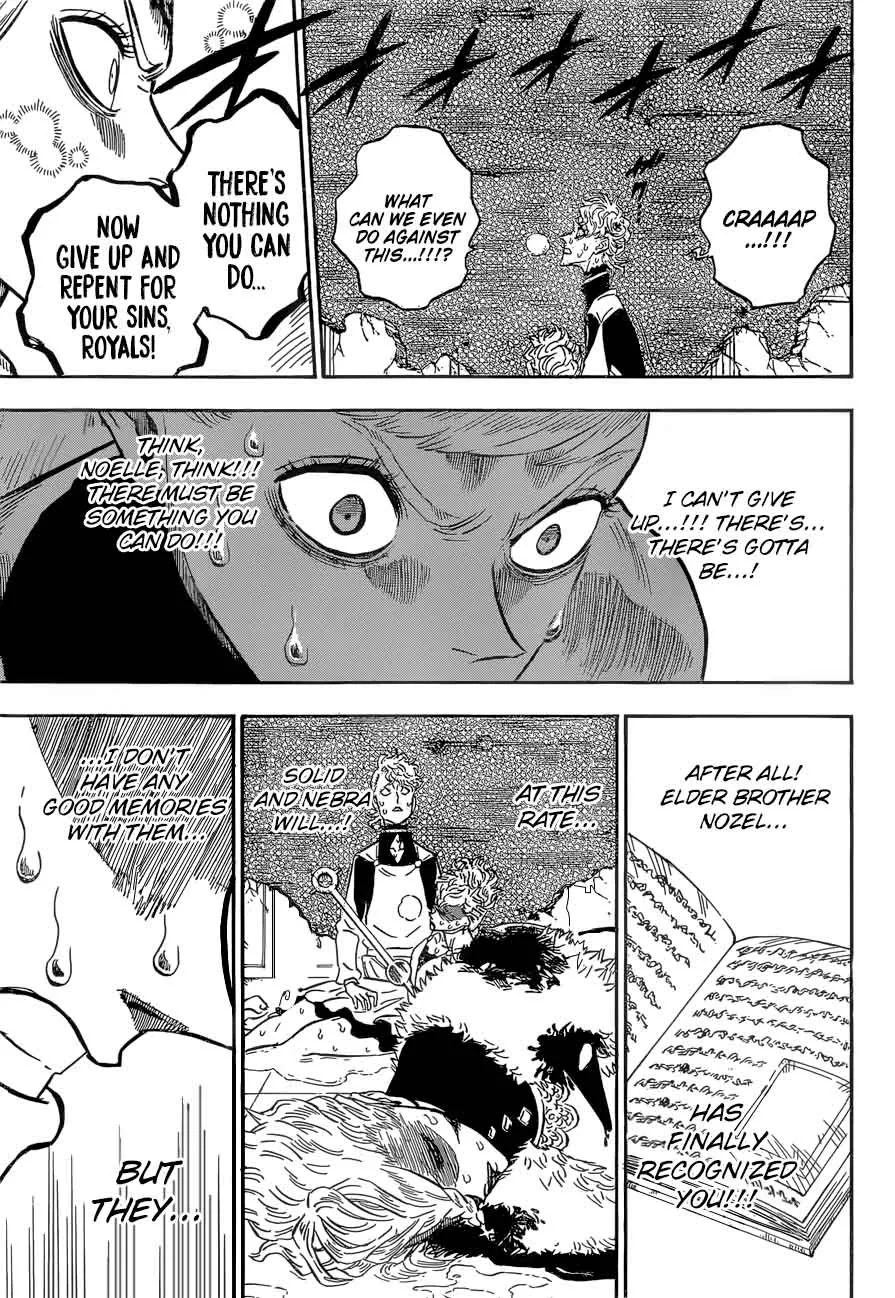 CRAAAAP
...!!!
WHAT
CAN WE EVEN
DO AGAINST
THIS...!!!?
THERE'S
NOTHING
YOU CAN
DO...
NOW
GIVE UP AND
REPENT FOR
YOUR SINS,
ROYALS!
I CAN'T GIVE
UP...!!! THERE'S...
THERE'S GOTTA
BE...!
THINK,
NOELLE, THINK!!!
THERE MUST BE
SOMETHING YOU
CAN DO!!!
AFTER ALL!
ELDER BROTHER
NOZEL...
HAS
FINALLY
RECOGNIZED
YOU!!!
AT THIS
RATE...
SOLID
AND NEBRA
WILL...!
...I DON'T
HAVE ANY
GOOD MEMORIES
WITH THEM...
BUT
THEY...